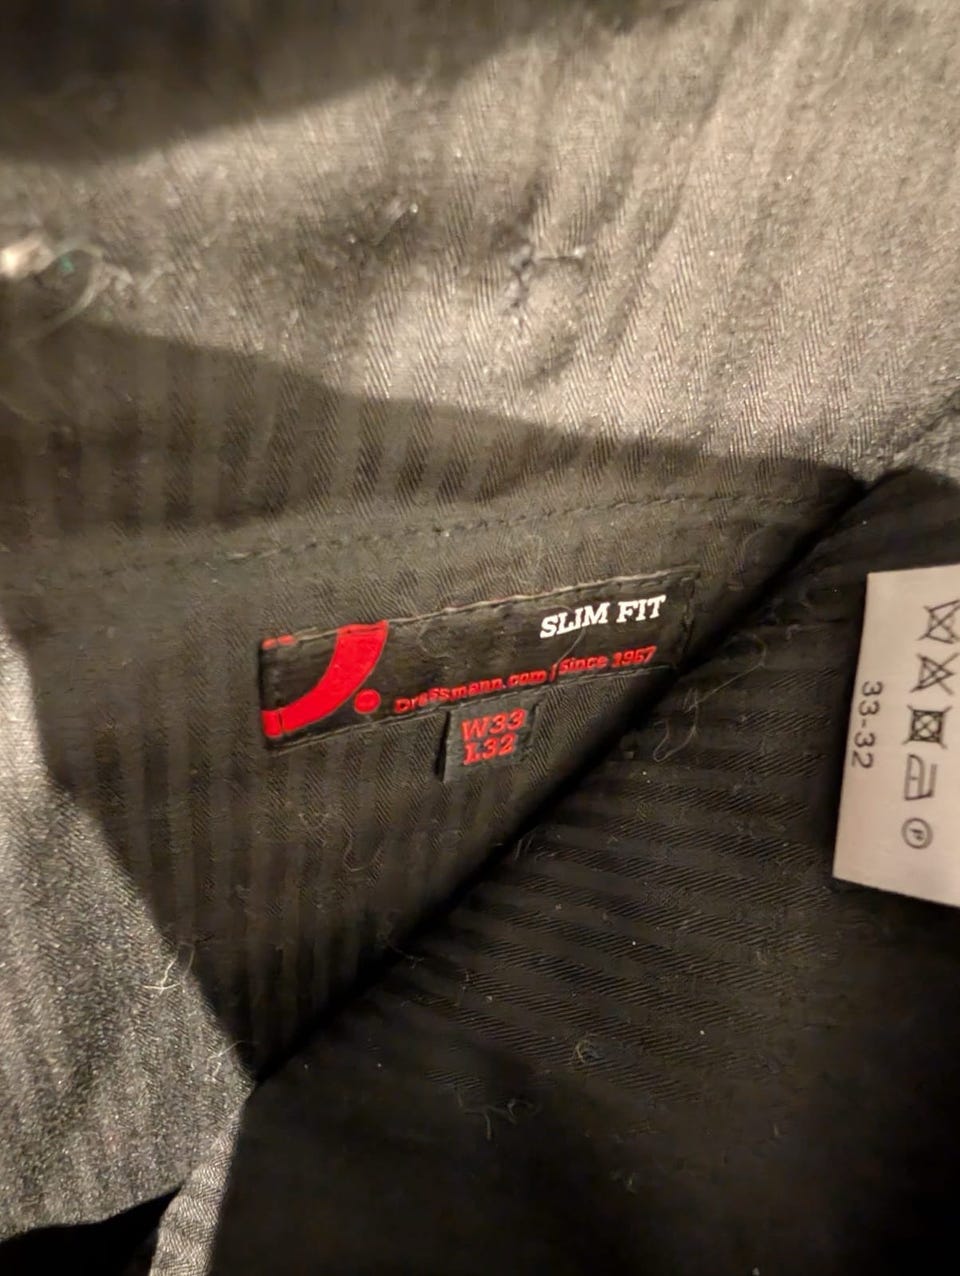 SLIM FIT
Dressmann.com | Since 1967
W33
L32
33-32
P